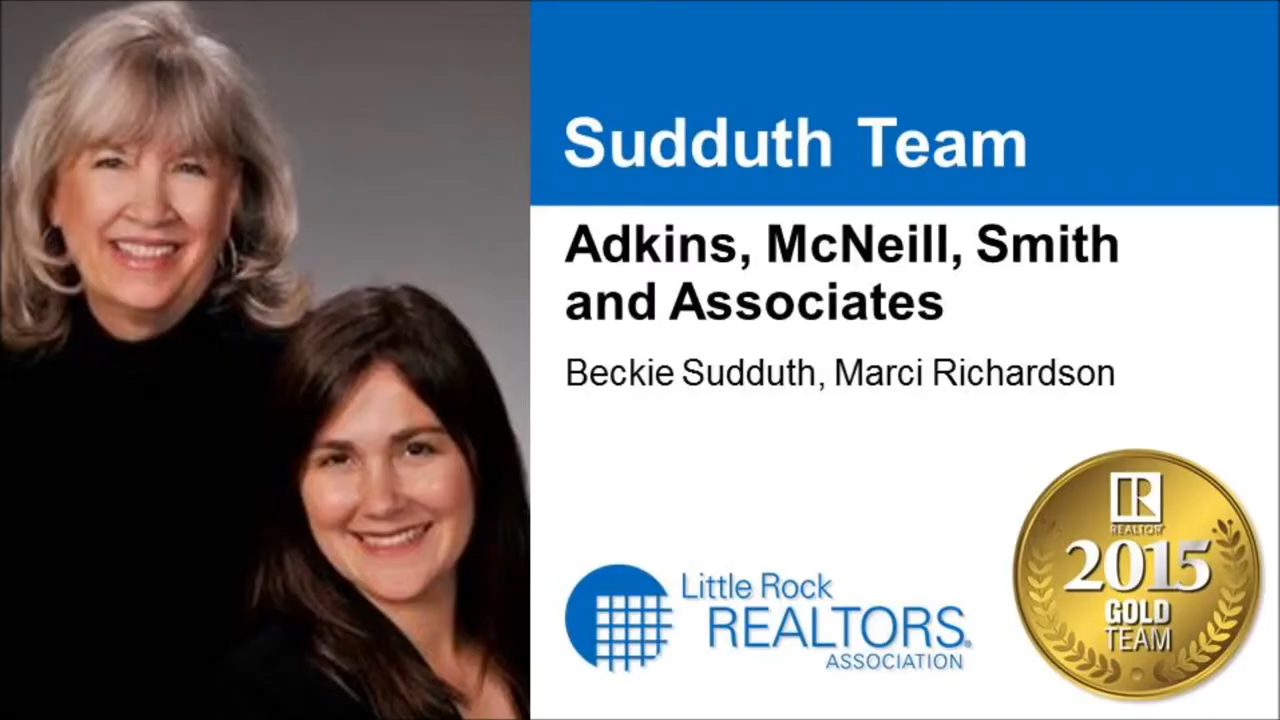 Sudduth Team
Adkins, McNeill, Smith
and Associates
Beckie Sudduth, Marci Richardson
Little Rock
REALTORS®
ASSOCIATION
R
REALTOR®
2015
GOLD
TEAM